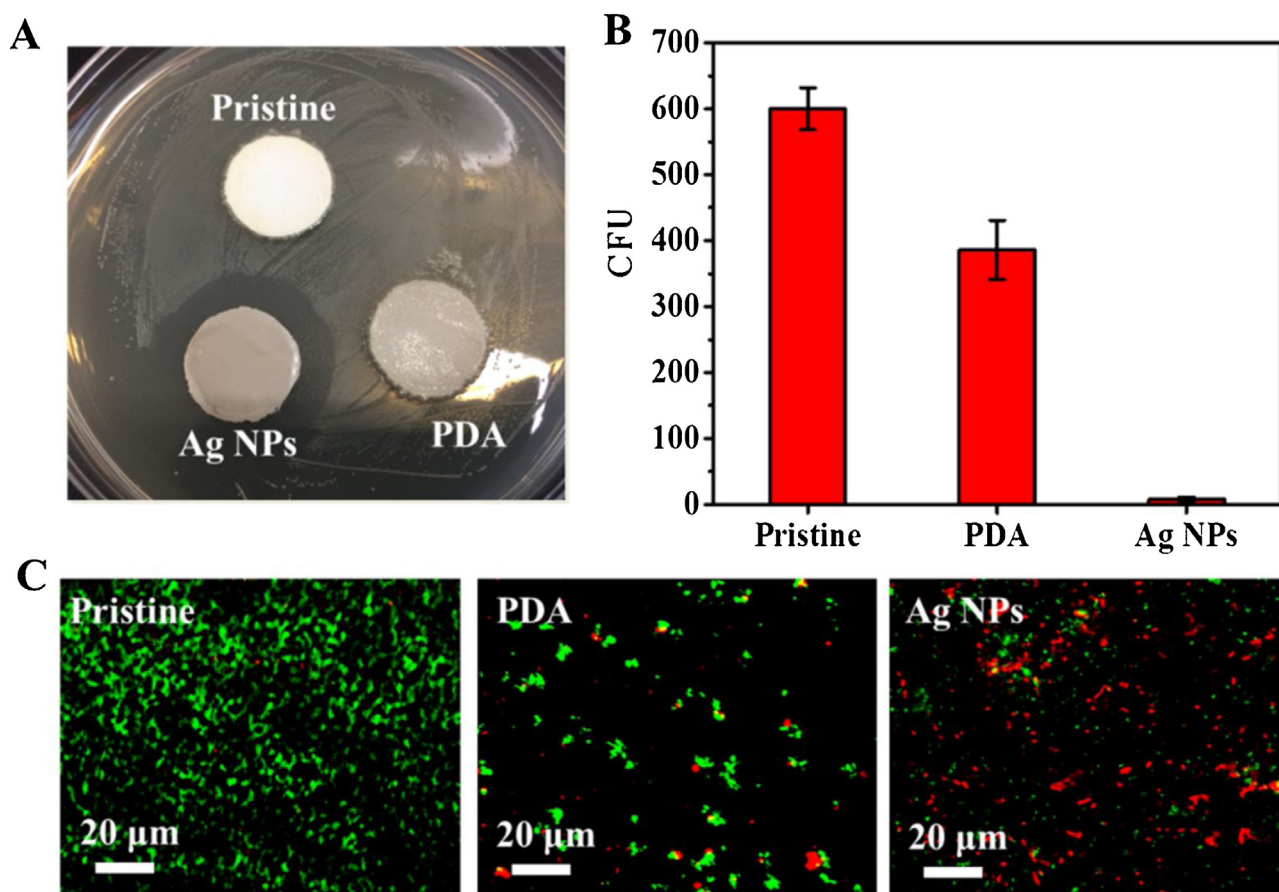 A
Pristine
Ag NPs
PDA
B
700
600
500
400
300
200
100
0
CFU
Pristine PDA Ag NPs
C
Pristine
20 μm
PDA
20 μm
Ag NPs
20 μm